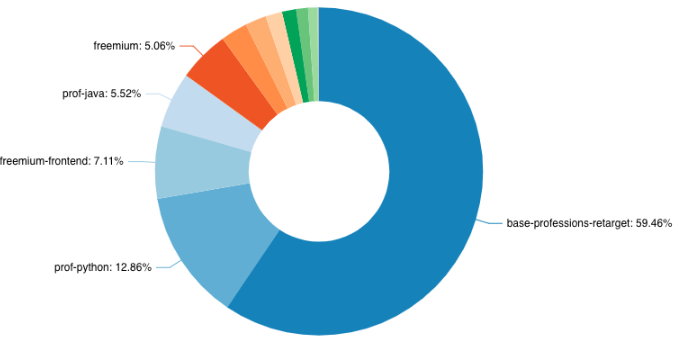 freemium: 5.06%
prof-java: 5.52%
freemium-frontend: 7.11%
base-professions-retarget: 59.46%
prof-python: 12.86%